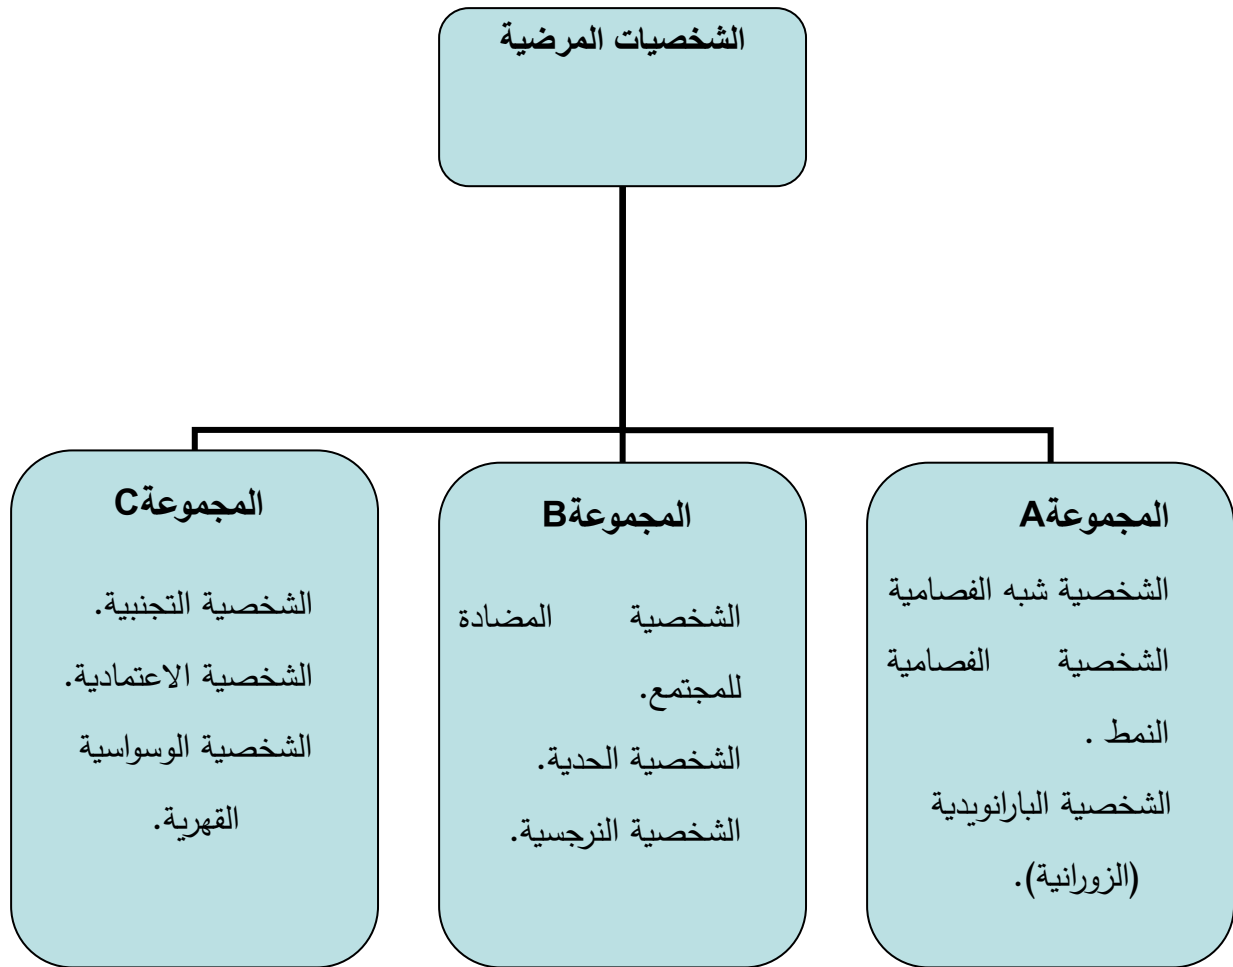 الشخصيات المرضية
المجموعةA
الشخصية شبه الفصامية
الشخصية الفصامية
النمط .
الشخصية البارانويدية
(الزورانية).
المجموعةB
الشخصية المضادة
للمجتمع.
الشخصية الحدية.
الشخصية النرجسية.
المجموعةC
الشخصية التجنبية.
الشخصية الاعتمادية.
الشخصية الوسواسية
القهرية.